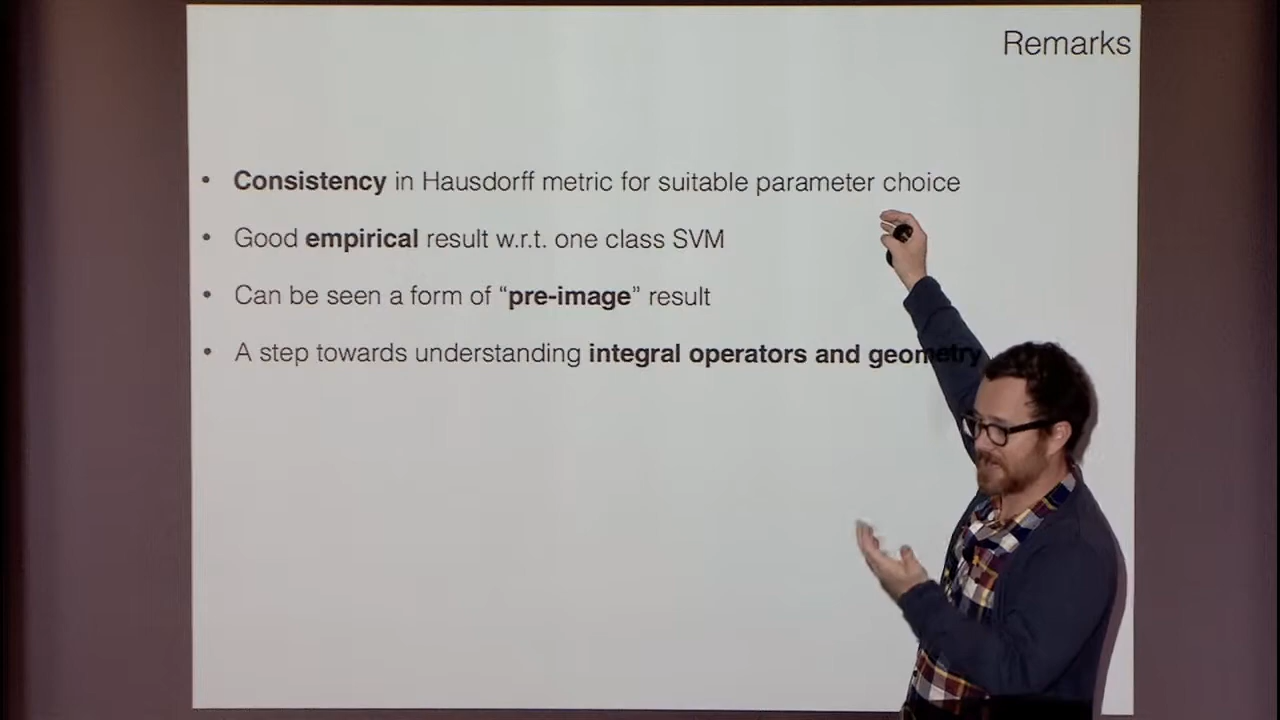 Remarks
• Consistency in Hausdorff metric for suitable parameter choice
• Good empirical result w.r.t. one class SVM
• Can be seen a form of “pre-image” result
• A step towards understanding integral operators and geometry